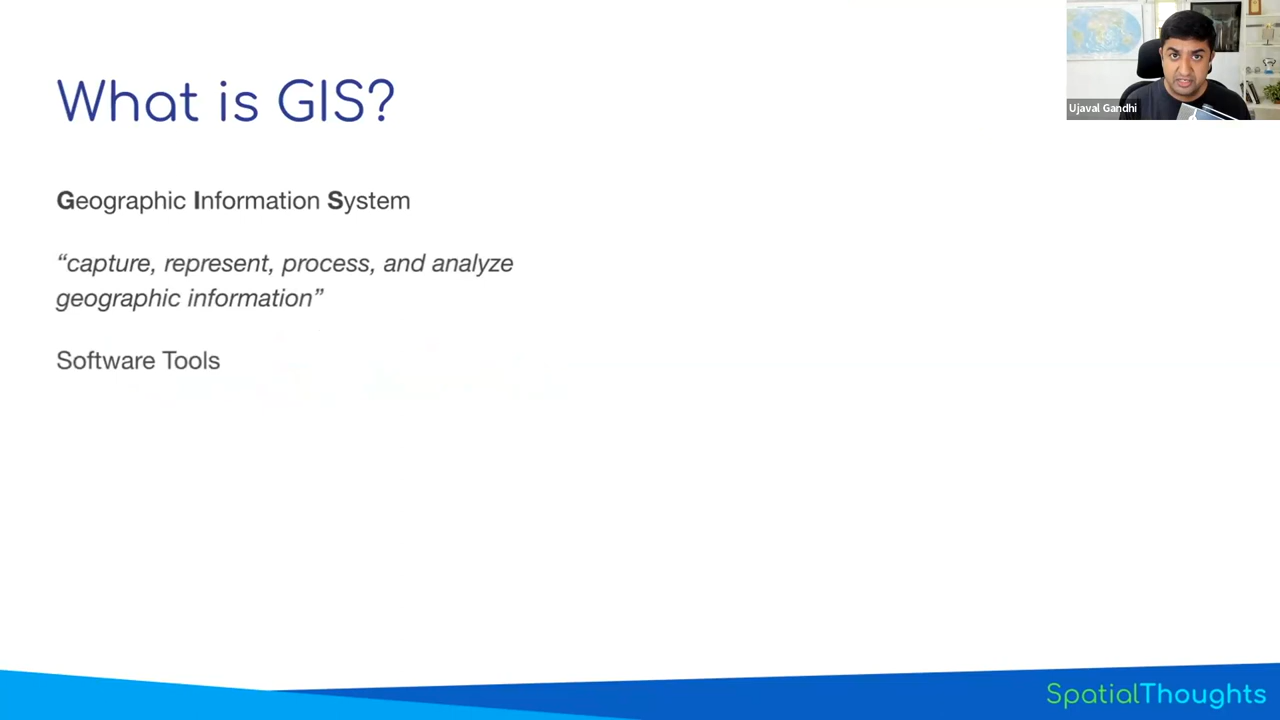 What is GIS?
Ujaval Gandhi
Geographic Information System
“capture, represent, process, and analyze
geographic information”
Software Tools
SpatialThoughts